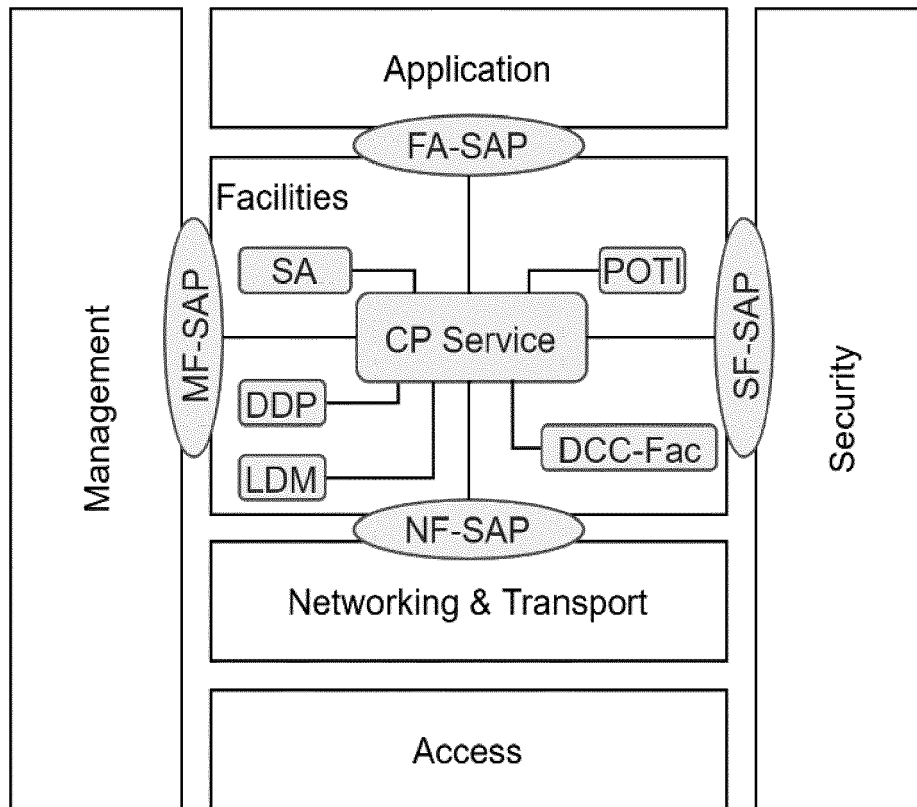 Application
FA-SAP
Facilities
SA
POTI
MF-SAP
CP Service
SF-SAP
Management
DDP
Security
DCC-Fac
LDM
NF-SAP
Networking & Transport
Access